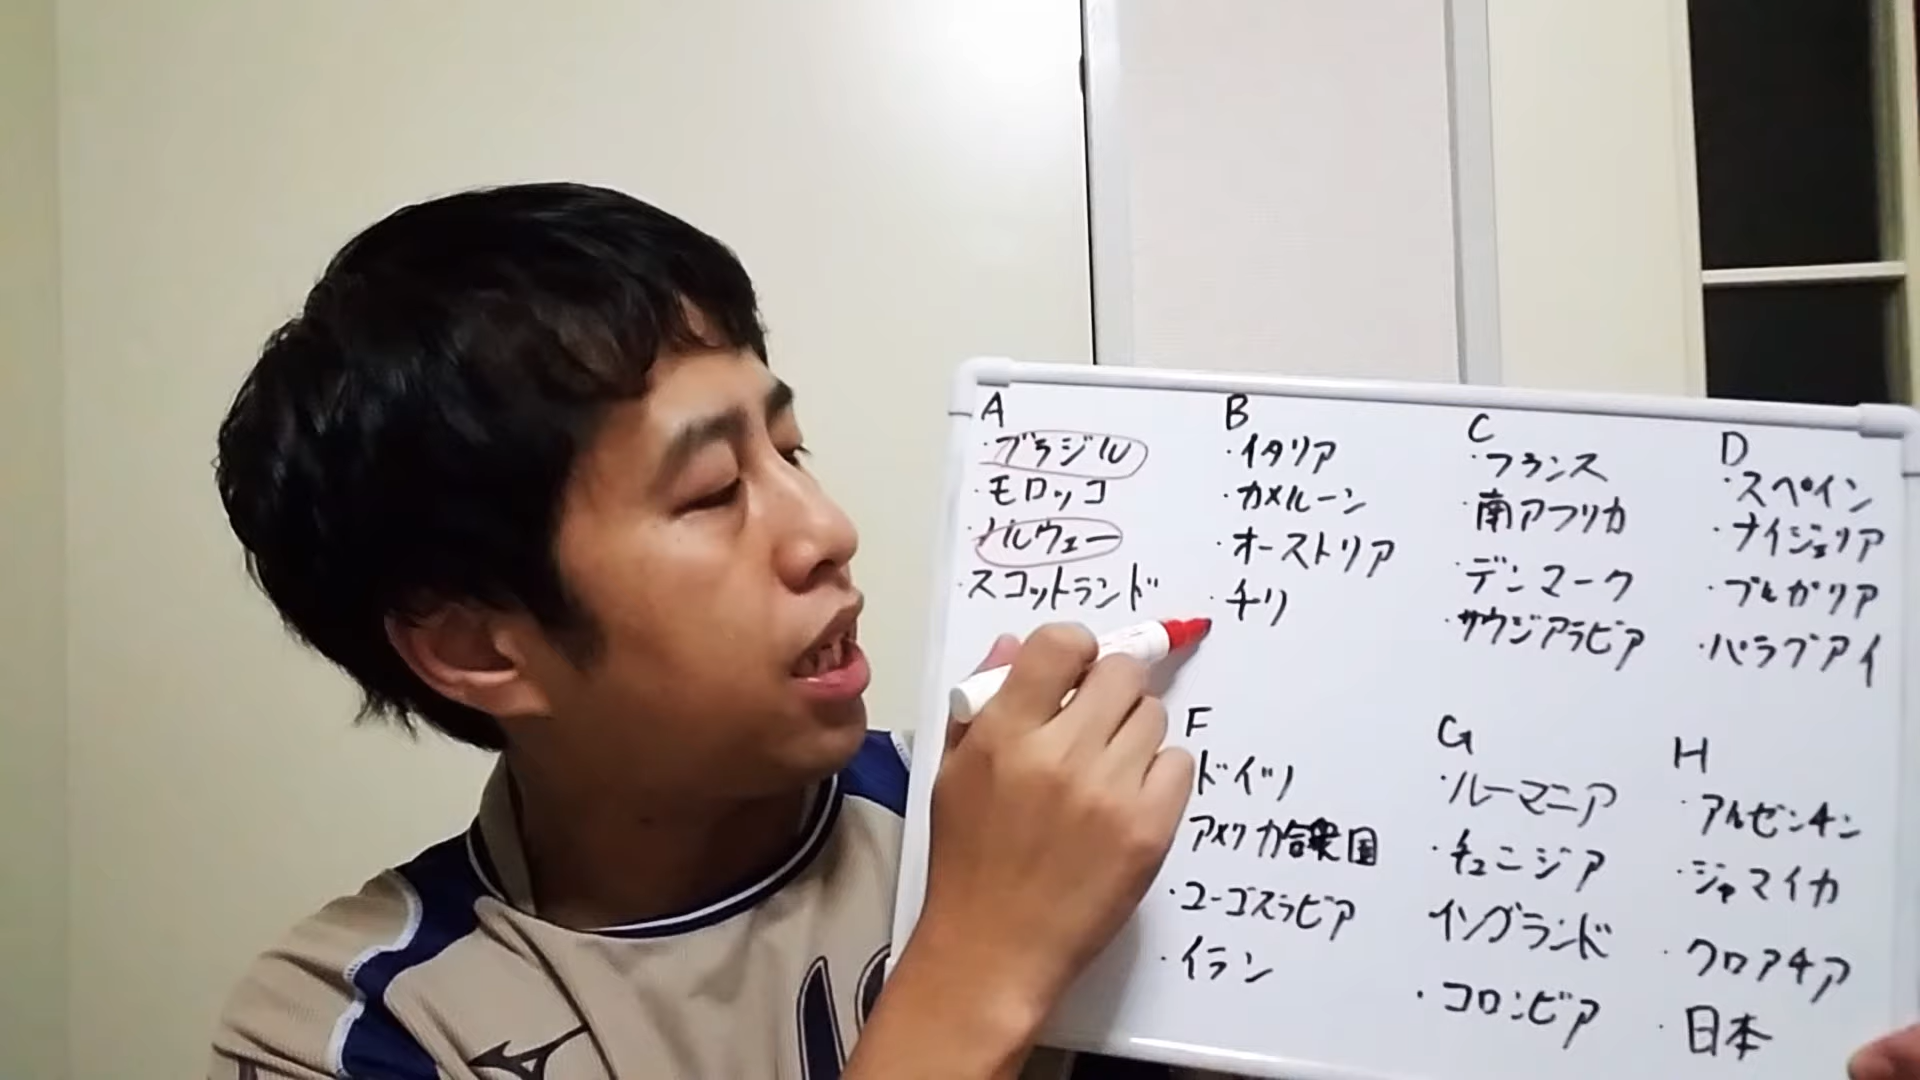 A
・ブラジル
・モロッコ
・ノルウェー
・スコットランド
B
・イタリア
・カメルーン
・オーストリア
・チリ
C
・フランス
・南アフリカ
・デンマーク
・サウジアラビア
D
・スペイン
・ナイジェリア
・ブルガリア
・パラグアイ
F
ドイツ
アメリカ合衆国
・ユーゴスラビア
・イラン
G
・ルーマニア
・チュニジア
イングランド
・コロンビア
H
・アルゼンチン
・ジャマイカ
・クロアチア
・日本